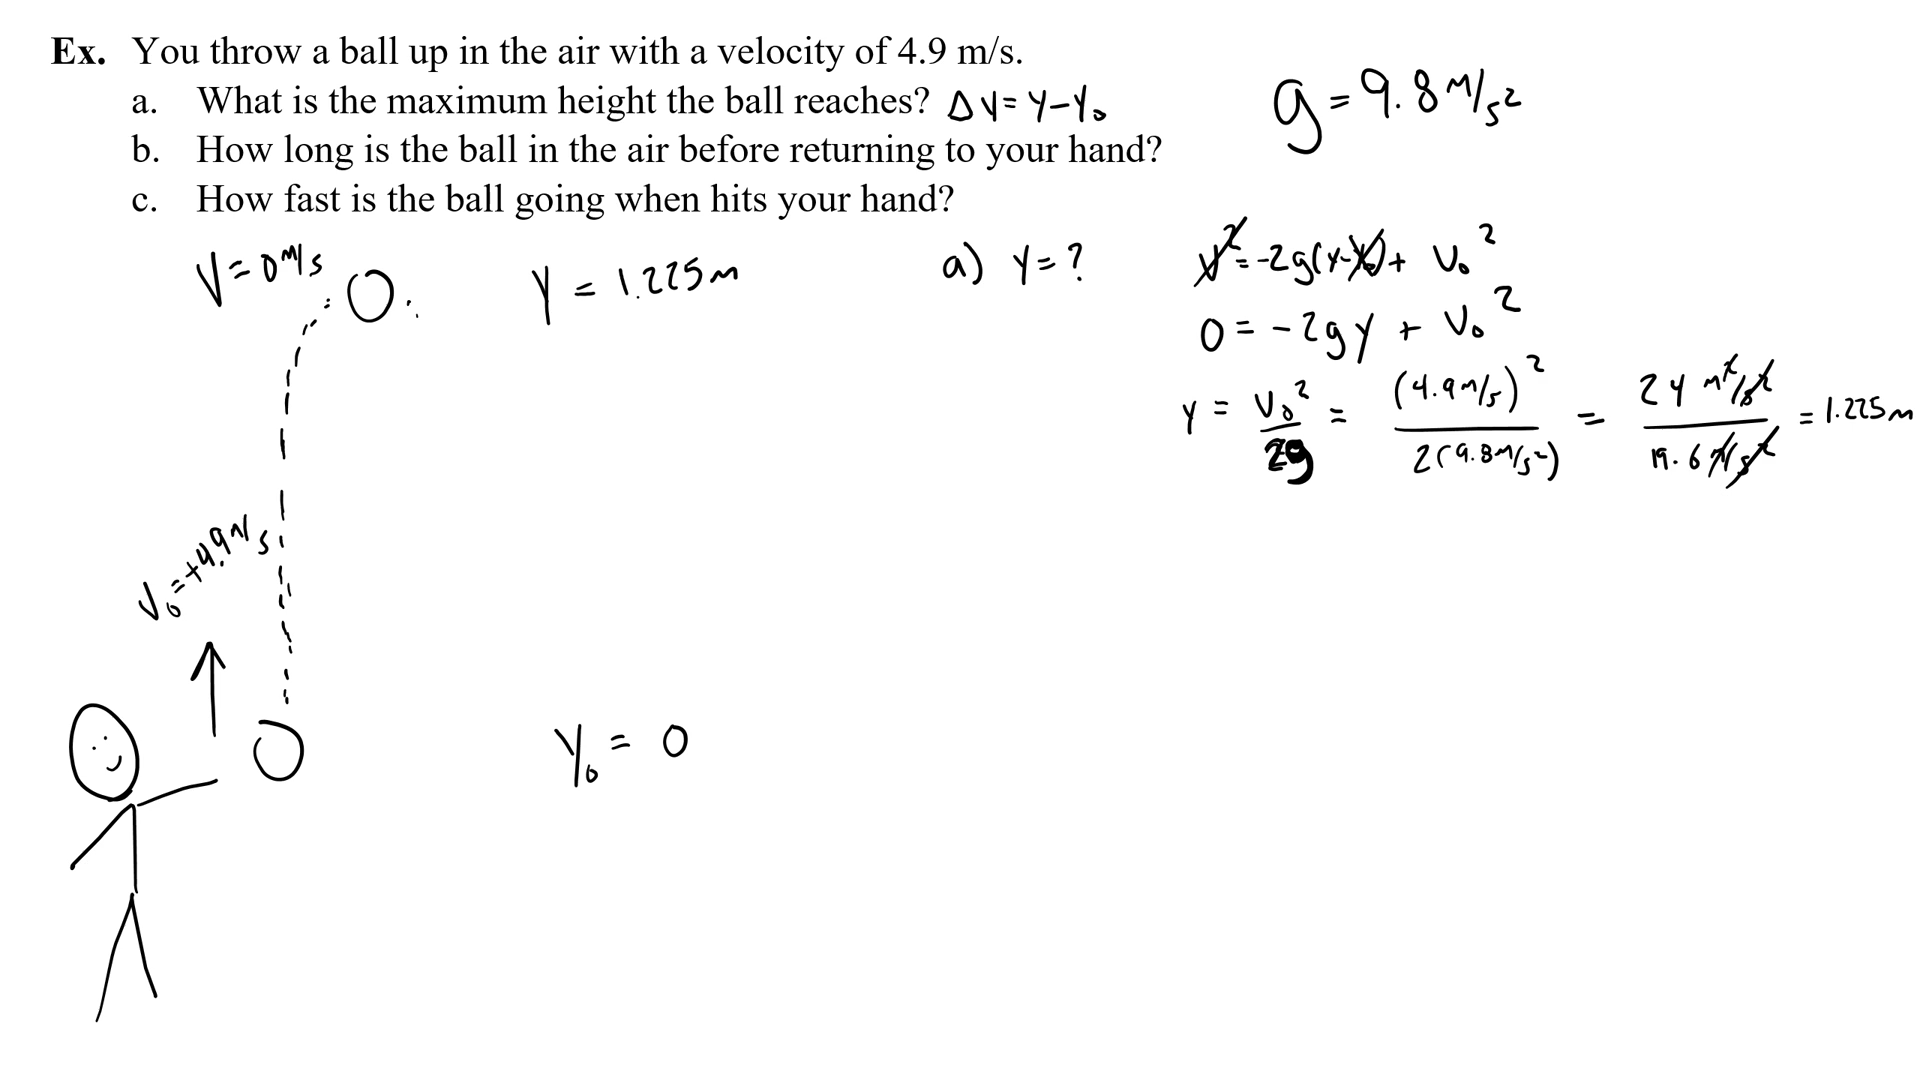 Ex. You throw a ball up in the air with a velocity of 4.9 m/s.
a. What is the maximum height the ball reaches? Δy = y - y₀
b. How long is the ball in the air before returning to your hand?
c. How fast is the ball going when hits your hand?
g = 9.8 m/s²
V = 0 m/s
y = 1.225 m
a) y = ?
v² = -2g(y - y₀) + v₀²
0 = -2gy + v₀²
y = v₀²/2g = (4.9 m/s)²/2(9.8 m/s²) = 24 m²/s²/19.6 m/s² = 1.225 m
v₀ = +4.9 m/s
y₀ = 0